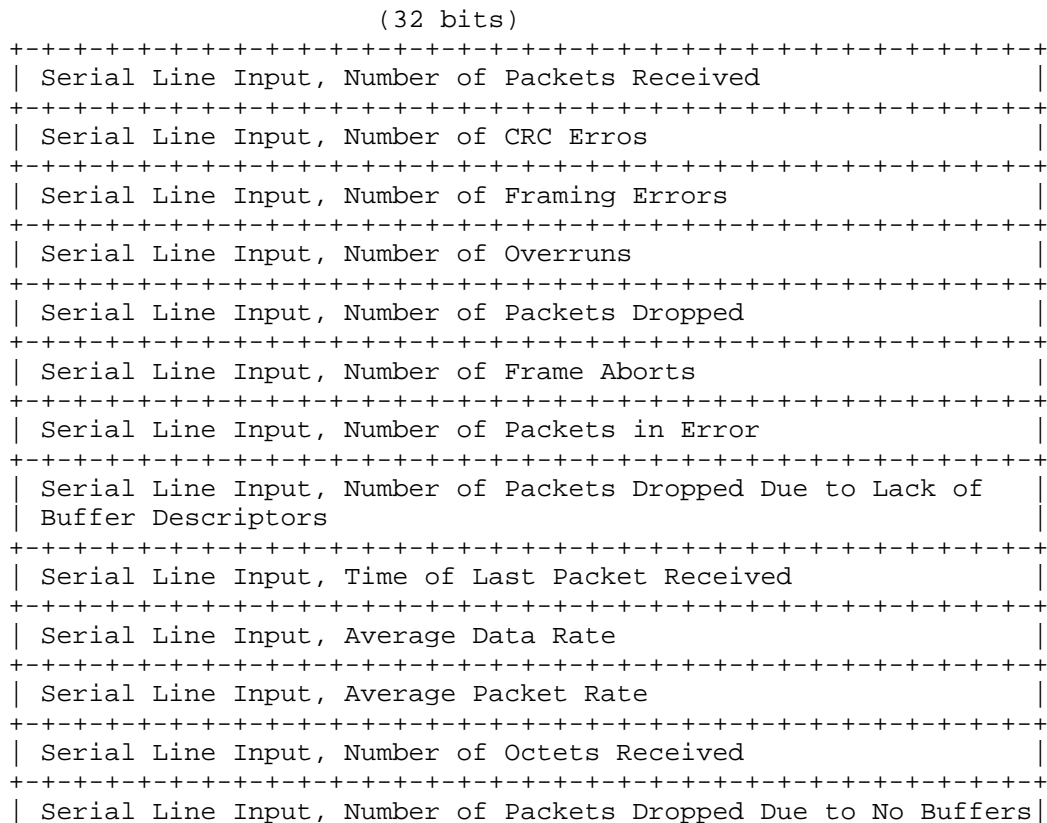 (32 bits)
+-+-+-+-+-+-+-+-+-+-+-+-+-+-+-+-+-+-+-+-+-+-+-+-+-+-+-+-+-+-+-+-+
| Serial Line Input, Number of Packets Received                 |
+-+-+-+-+-+-+-+-+-+-+-+-+-+-+-+-+-+-+-+-+-+-+-+-+-+-+-+-+-+-+-+-+
| Serial Line Input, Number of CRC Erros                        |
+-+-+-+-+-+-+-+-+-+-+-+-+-+-+-+-+-+-+-+-+-+-+-+-+-+-+-+-+-+-+-+-+
| Serial Line Input, Number of Framing Errors                   |
+-+-+-+-+-+-+-+-+-+-+-+-+-+-+-+-+-+-+-+-+-+-+-+-+-+-+-+-+-+-+-+-+
| Serial Line Input, Number of Overruns                         |
+-+-+-+-+-+-+-+-+-+-+-+-+-+-+-+-+-+-+-+-+-+-+-+-+-+-+-+-+-+-+-+-+
| Serial Line Input, Number of Packets Dropped                  |
+-+-+-+-+-+-+-+-+-+-+-+-+-+-+-+-+-+-+-+-+-+-+-+-+-+-+-+-+-+-+-+-+
| Serial Line Input, Number of Frame Aborts                     |
+-+-+-+-+-+-+-+-+-+-+-+-+-+-+-+-+-+-+-+-+-+-+-+-+-+-+-+-+-+-+-+-+
| Serial Line Input, Number of Packets in Error                 |
+-+-+-+-+-+-+-+-+-+-+-+-+-+-+-+-+-+-+-+-+-+-+-+-+-+-+-+-+-+-+-+-+
| Serial Line Input, Number of Packets Dropped Due to Lack of   |
| Buffer Descriptors                                            |
+-+-+-+-+-+-+-+-+-+-+-+-+-+-+-+-+-+-+-+-+-+-+-+-+-+-+-+-+-+-+-+-+
| Serial Line Input, Time of Last Packet Received               |
+-+-+-+-+-+-+-+-+-+-+-+-+-+-+-+-+-+-+-+-+-+-+-+-+-+-+-+-+-+-+-+-+
| Serial Line Input, Average Data Rate                          |
+-+-+-+-+-+-+-+-+-+-+-+-+-+-+-+-+-+-+-+-+-+-+-+-+-+-+-+-+-+-+-+-+
| Serial Line Input, Average Packet Rate                        |
+-+-+-+-+-+-+-+-+-+-+-+-+-+-+-+-+-+-+-+-+-+-+-+-+-+-+-+-+-+-+-+-+
| Serial Line Input, Number of Octets Received                  |
+-+-+-+-+-+-+-+-+-+-+-+-+-+-+-+-+-+-+-+-+-+-+-+-+-+-+-+-+-+-+-+-+
| Serial Line Input, Number of Packets Dropped Due to No Buffers|